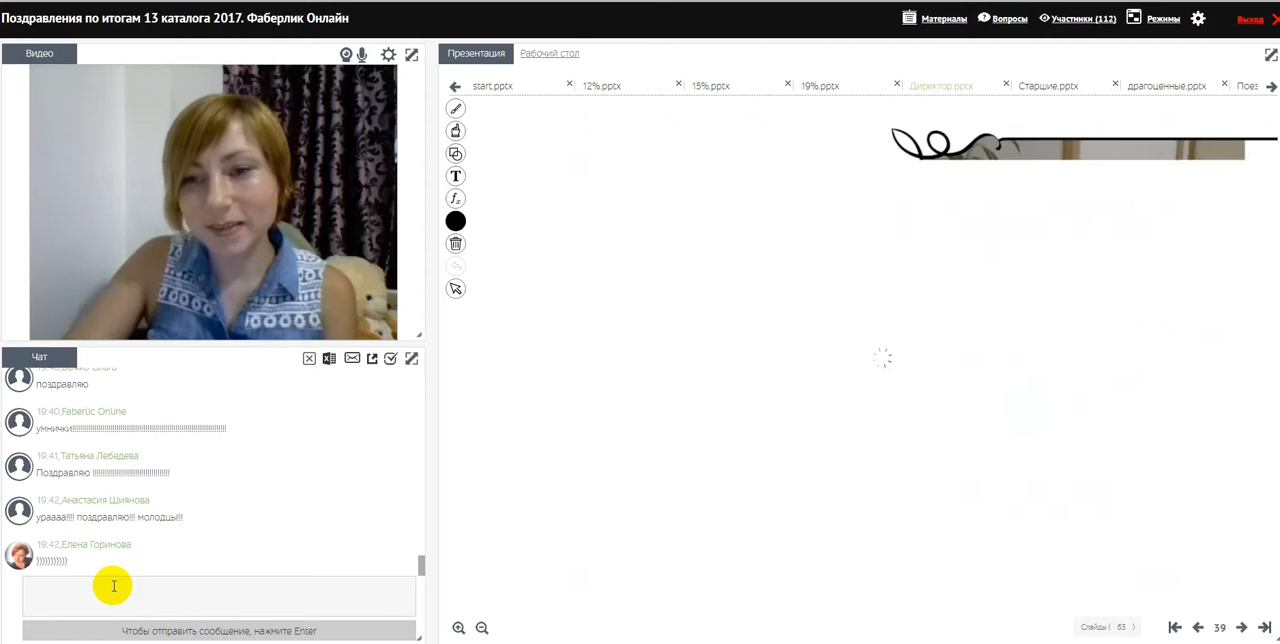 Поздравления по итогам 13 каталога 2017. Фаберлик Онлайн
Материалы Вопросы Участники (112) Режимы Выход
Видео
Презентация Рабочий стол
start.pptx 12%.pptx 15%.pptx 19%.pptx Директор.pptx Старшие.pptx драгоценные.pptx Поез
T
fx
Чат
поздравляю
19:40,Faberlic Online
умнички!!!!!!!!!!!!!!!!!!!!!!!!!!!!!!!!!!!!!!!!!!!!!!!!!!!!!!!!!!!!!!!!
19:41,Татьяна Лебедева
Поздравляю !!!!!!!!!!!!!!!!!!!!!!!!!!!!!!!!
19:42,Анастасия Шиянова
ураааа!!!! поздравляю!!! молодцы!!!
19:42,Елена Горинова
)))))))))))
Чтобы отправить сообщение, нажмите Enter
Слайды ( 63 ) 39